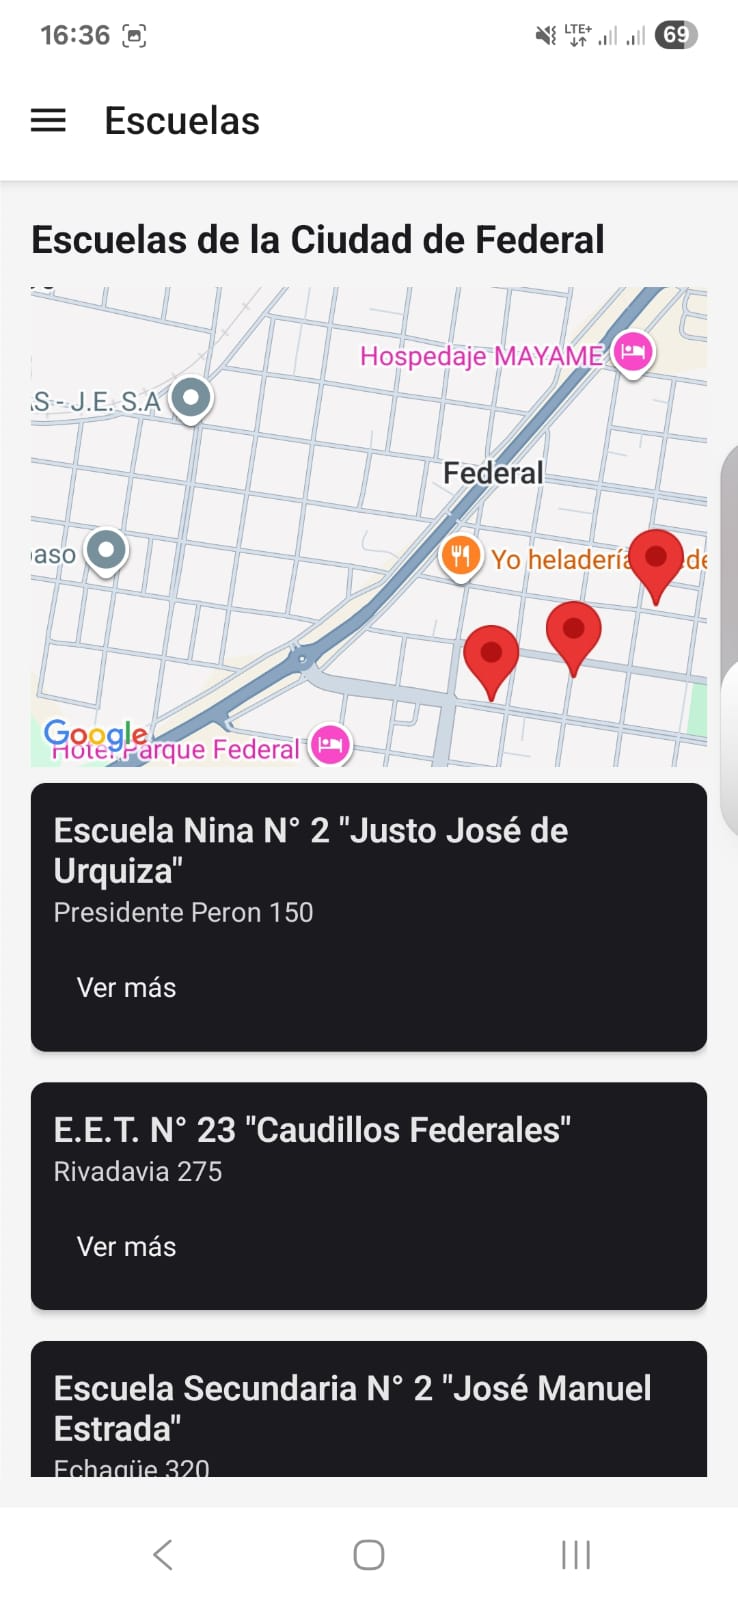 16:36
LTE+
69
Escuelas
Escuelas de la Ciudad de Federal
Hospedaje MAYAME
S - J.E. S.A
Federal
aso
Yo heladería
de
Google
Hotel Parque Federal
Escuela Nina N° 2 "Justo José de
Urquiza"
Presidente Peron 150
Ver más
E.E.T. N° 23 "Caudillos Federales"
Rivadavia 275
Ver más
Escuela Secundaria N° 2 "José Manuel
Estrada"
Echagüe 320